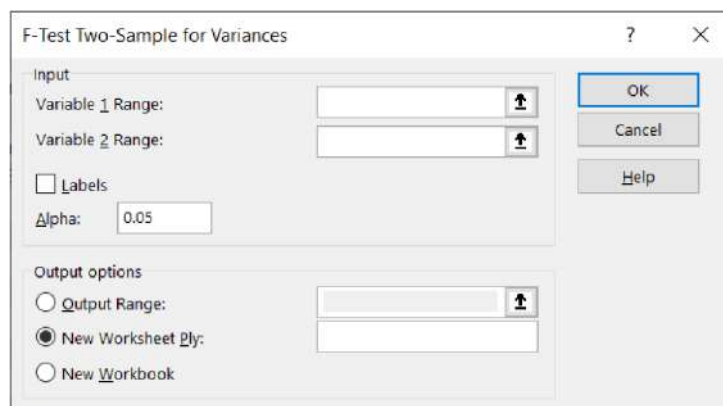 F-Test Two-Sample for Variances ?
Input
Variable 1 Range:
Variable 2 Range:
Labels
Alpha: 0.05
Output options
Output Range:
New Worksheet Ply:
New Workbook
OK
Cancel
Help